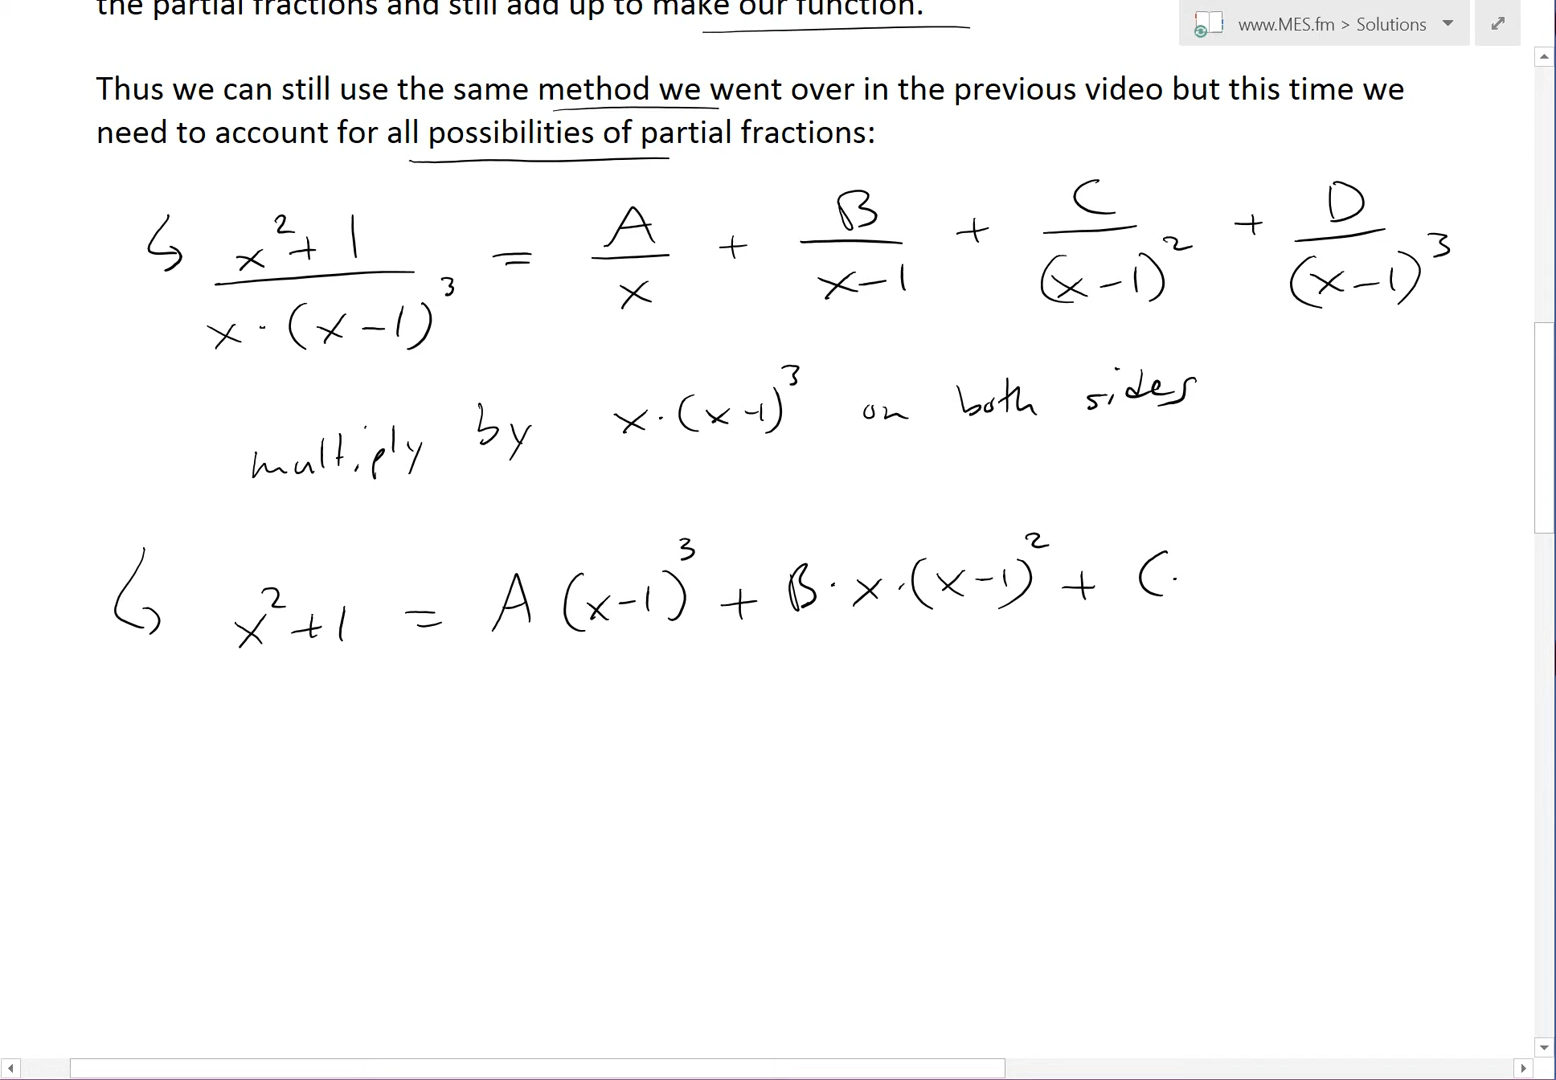 the partial fractions and still add up to make our function.
www.MES.fm > Solutions
Thus we can still use the same method we went over in the previous video but this time we
need to account for all possibilities of partial fractions:
↳ x²+1 / x·(x−1)³ = A/x + B/x−1 + C/(x−1)² + D/(x−1)³
multiply by x·(x−1)³ on both sides
↳ x²+1 = A(x−1)³ + B·x·(x−1)² + C·